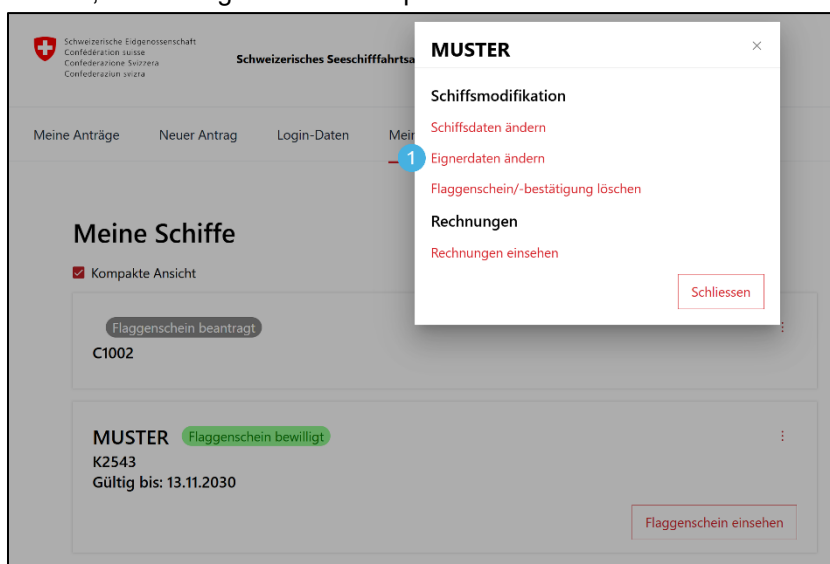 Schweizerische Eidgenossenschaft
Confédération suisse
Confederazione Svizzera
Confederaziun svizra
Schweizerisches Seeschifffahrtsa
MUSTER
×
Schiffsmodifikation
Schiffsdaten ändern
1 Eignerdaten ändern
Flaggenschein/-bestätigung löschen
Rechnungen
Rechnungen einsehen
Schliessen
Meine Anträge Neuer Antrag Login-Daten Mein
Meine Schiffe
Kompakte Ansicht
Flaggenschein beantragt
C1002
MUSTER Flaggenschein bewilligt
K2543
Gültig bis: 13.11.2030
Flaggenschein einsehen